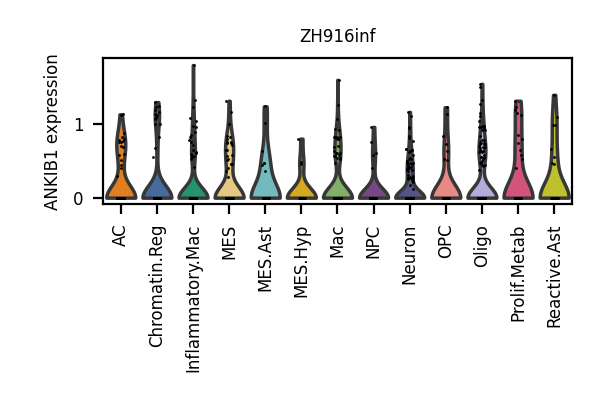 ZH916inf
ANKIB1 expression
1
0
AC
Chromatin.Reg
Inflammatory.Mac
MES
MES.Ast
MES.Hyp
Mac
NPC
Neuron
OPC
Oligo
Prolif.Metab
Reactive.Ast